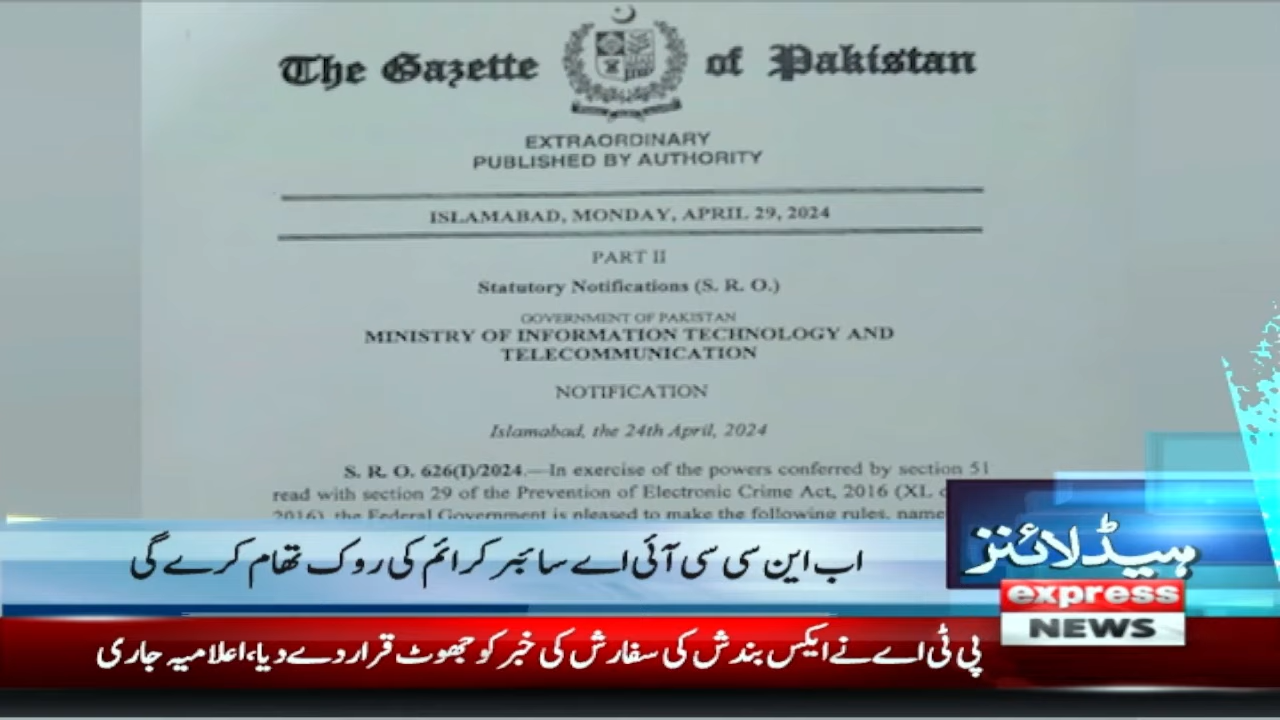 The Gazette of Pakistan
EXTRAORDINARY
PUBLISHED BY AUTHORITY
ISLAMABAD, MONDAY, APRIL 29, 2024
PART II
Statutory Notifications (S. R. O.)
GOVERNMENT OF PAKISTAN
MINISTRY OF INFORMATION TECHNOLOGY AND
TELECOMMUNICATION
NOTIFICATION
Islamabad, the 24th April, 2024
S. R. O. 626(I)/2024.—In exercise of the powers conferred by section 51
read with section 29 of the Prevention of Electronic Crime Act, 2016 (XL
2016), the Federal Government is pleased to make the following rules,
اب این سی سی آئی اے سائبر کرائم کی روک تھام کرے گی
ہیڈلائنز
express
NEWS
پی ٹی اے نے ایکس بندش کی سفارش کی خبر کو جھوٹ قرار دے دیا، اعلامیہ جاری